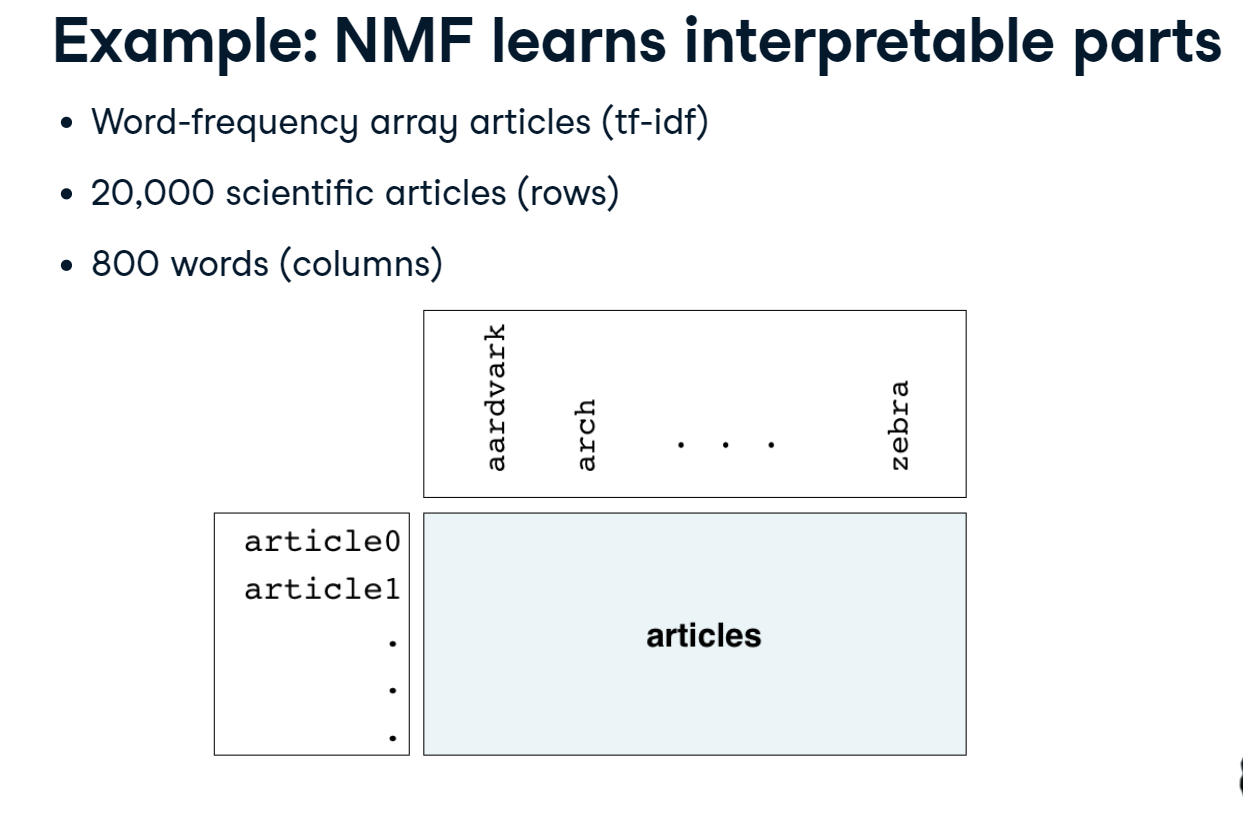 Example: NMF learns interpretable parts
• Word-frequency array articles (tf-idf)
• 20,000 scientific articles (rows)
• 800 words (columns)
aardvark
arch
. . .
zebra
article0
article1
.
.
.
articles